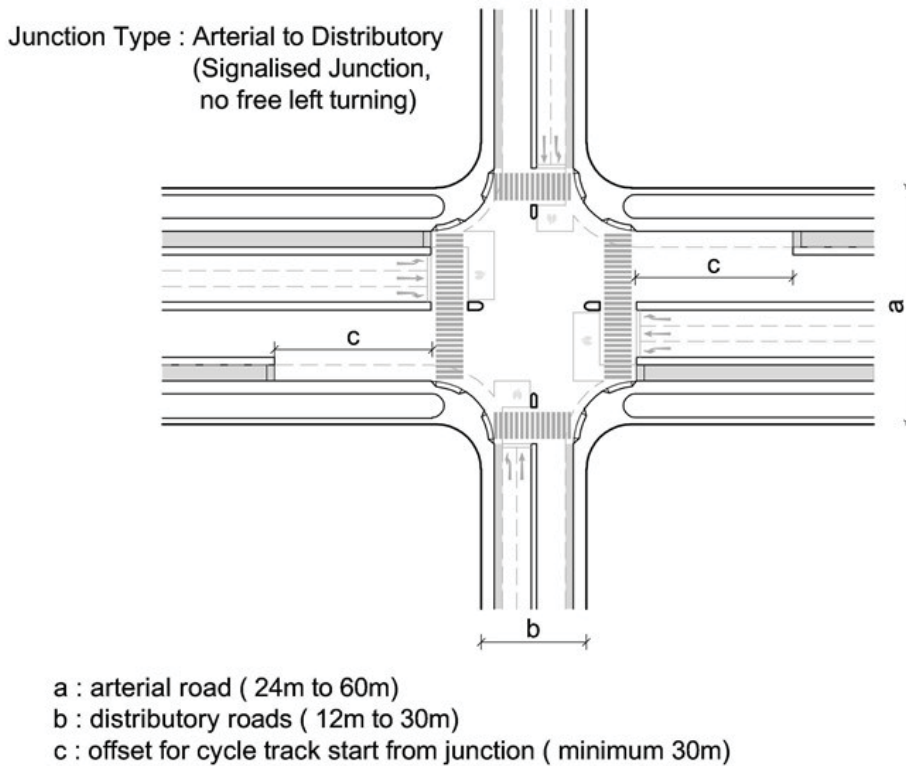 Junction Type : Arterial to Distributory
(Signalised Junction,
no free left turning)
c
a
c
b
a : arterial road ( 24m to 60m)
b : distributory roads ( 12m to 30m)
c : offset for cycle track start from junction ( minimum 30m)